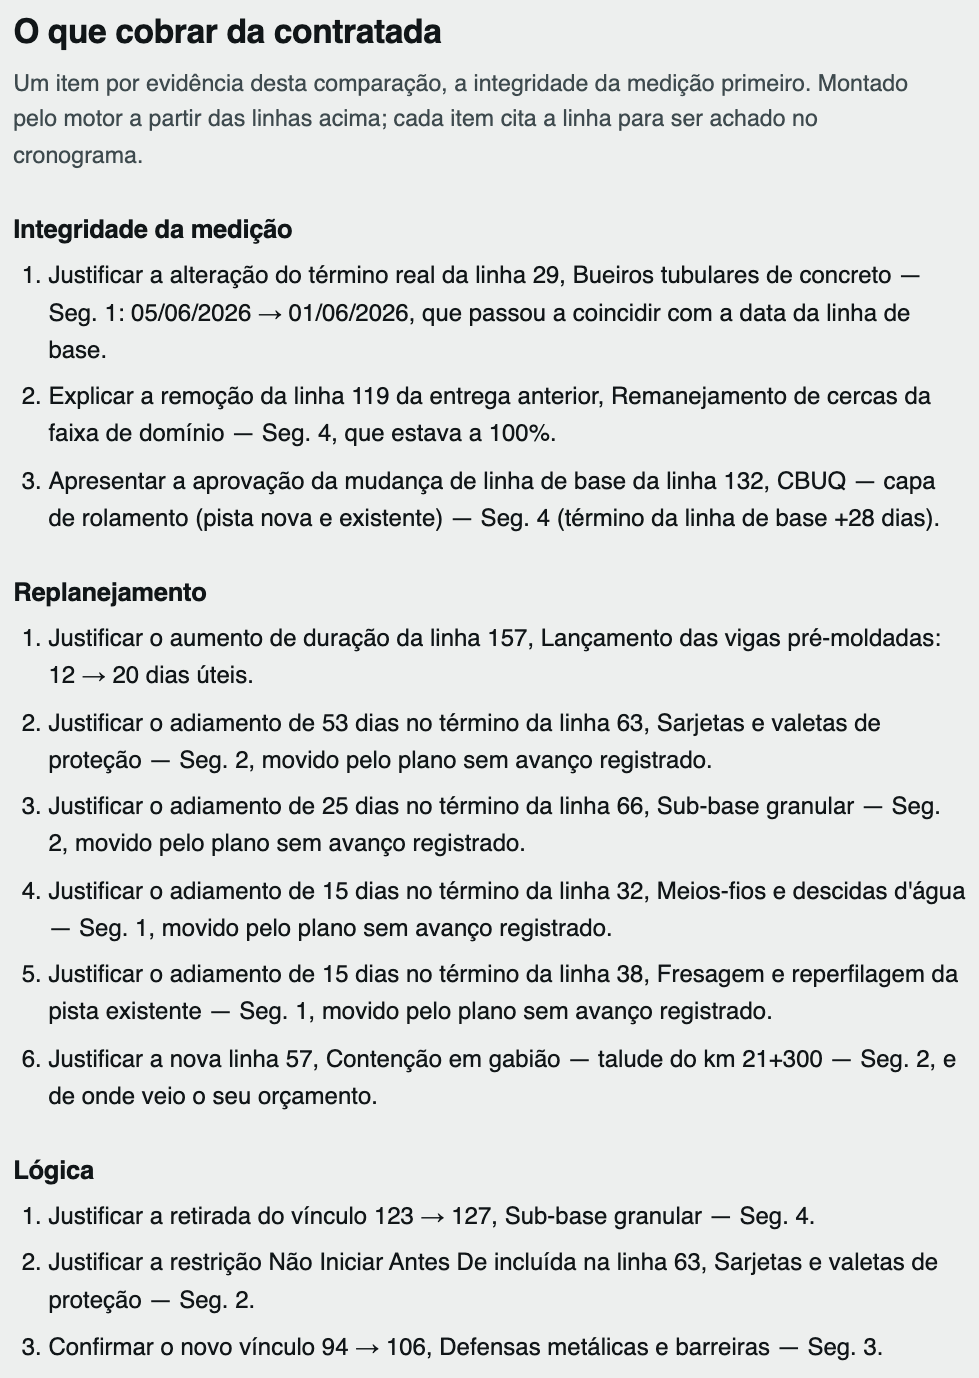 O que cobrar da contratada
Um item por evidência desta comparação, a integridade da medição primeiro. Montado
pelo motor a partir das linhas acima; cada item cita a linha para ser achado no
cronograma.
Integridade da medição
1. Justificar a alteração do término real da linha 29, Bueiros tubulares de concreto —
Seg. 1: 05/06/2026 → 01/06/2026, que passou a coincidir com a data da linha de
base.
2. Explicar a remoção da linha 119 da entrega anterior, Remanejamento de cercas da
faixa de domínio — Seg. 4, que estava a 100%.
3. Apresentar a aprovação da mudança de linha de base da linha 132, CBUQ — capa
de rolamento (pista nova e existente) — Seg. 4 (término da linha de base +28 dias).
Replanejamento
1. Justificar o aumento de duração da linha 157, Lançamento das vigas pré-moldadas:
12 → 20 dias úteis.
2. Justificar o adiamento de 53 dias no término da linha 63, Sarjetas e valetas de
proteção — Seg. 2, movido pelo plano sem avanço registrado.
3. Justificar o adiamento de 25 dias no término da linha 66, Sub-base granular — Seg.
2, movido pelo plano sem avanço registrado.
4. Justificar o adiamento de 15 dias no término da linha 32, Meios-fios e descidas d'água
— Seg. 1, movido pelo plano sem avanço registrado.
5. Justificar o adiamento de 15 dias no término da linha 38, Fresagem e reperfilagem da
pista existente — Seg. 1, movido pelo plano sem avanço registrado.
6. Justificar a nova linha 57, Contenção em gabião — talude do km 21+300 — Seg. 2, e
de onde veio o seu orçamento.
Lógica
1. Justificar a retirada do vínculo 123 → 127, Sub-base granular — Seg. 4.
2. Justificar a restrição Não Iniciar Antes De incluída na linha 63, Sarjetas e valetas de
proteção — Seg. 2.
3. Confirmar o novo vínculo 94 → 106, Defensas metálicas e barreiras — Seg. 3.